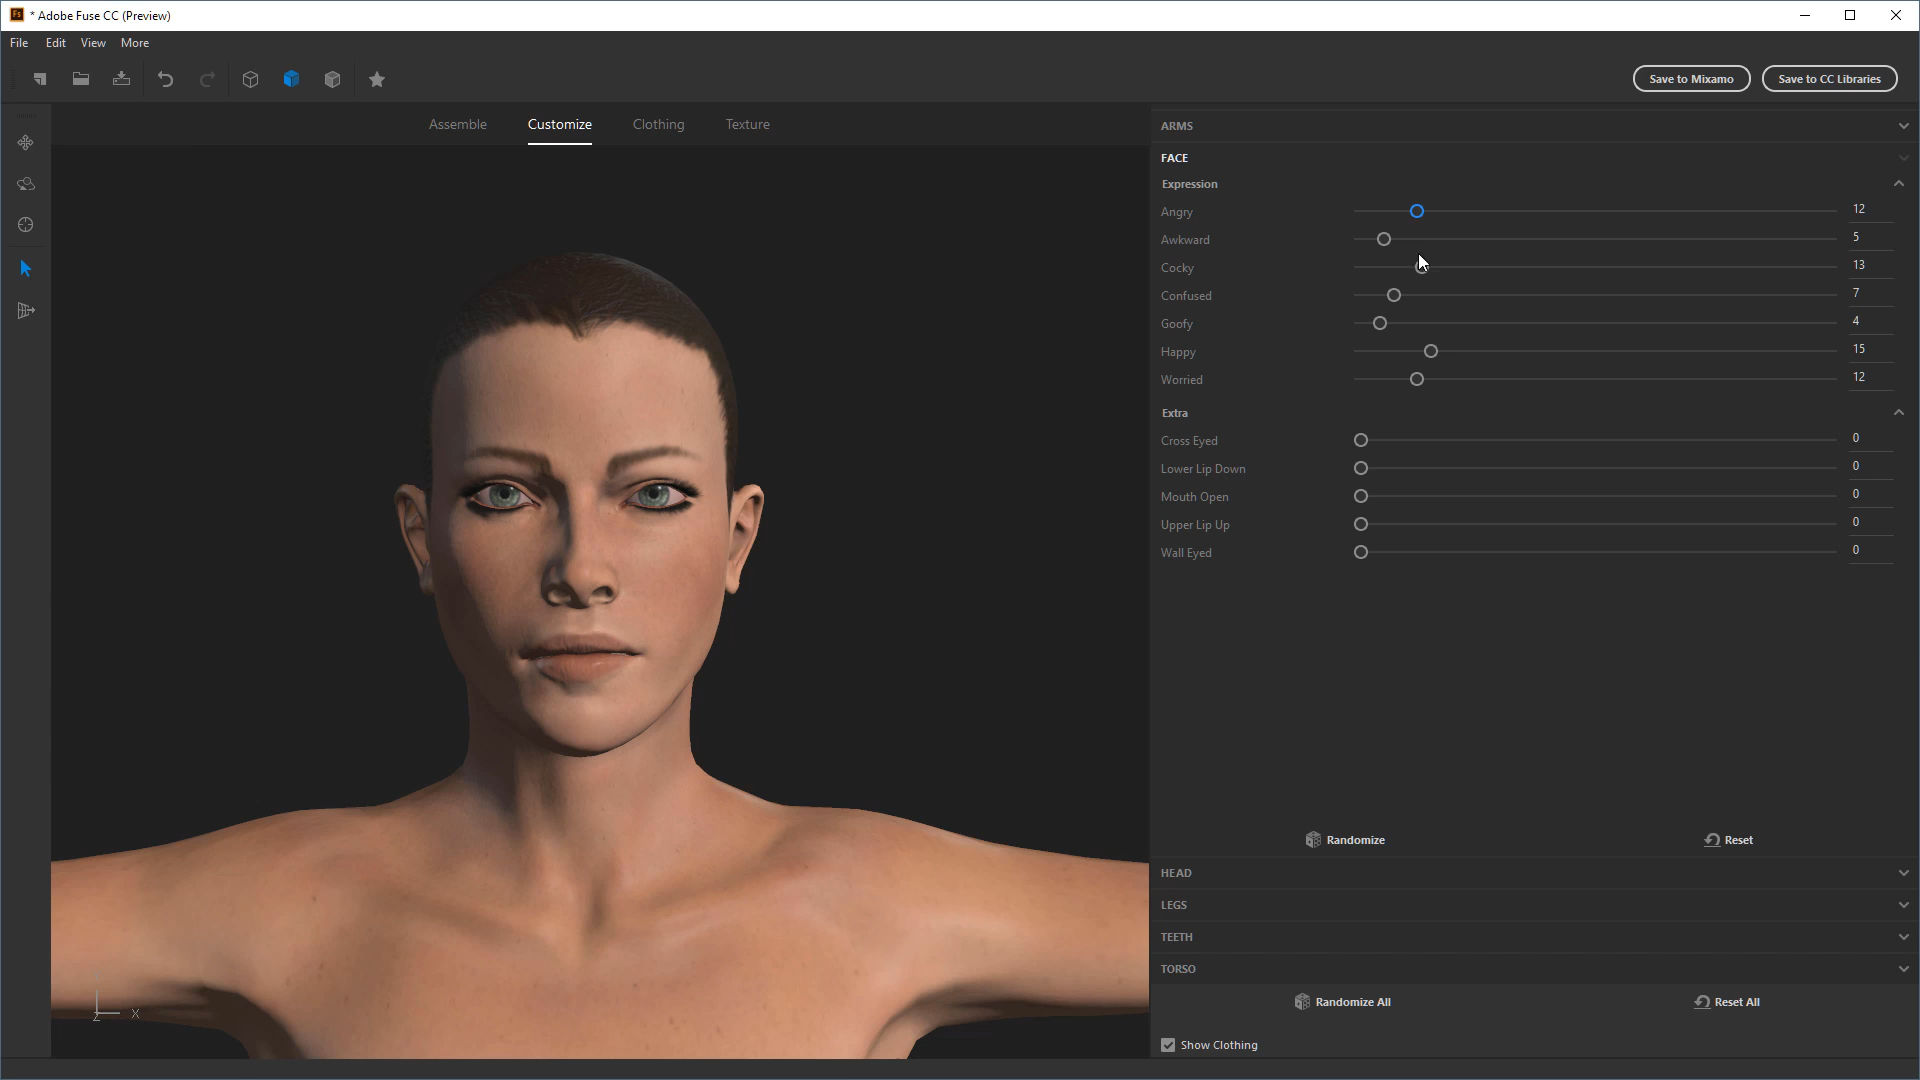 Fs * Adobe Fuse CC (Preview)
File Edit View More
Save to Mixamo Save to CC Libraries
Assemble Customize Clothing Texture
ARMS
FACE
Expression
Angry 12
Awkward 5
Cocky 13
Confused 7
Goofy 4
Happy 15
Worried 12
Extra
Cross Eyed 0
Lower Lip Down 0
Mouth Open 0
Upper Lip Up 0
Wall Eyed 0
Randomize Reset
HEAD
LEGS
TEETH
TORSO
Randomize All Reset All
Show Clothing
Z X